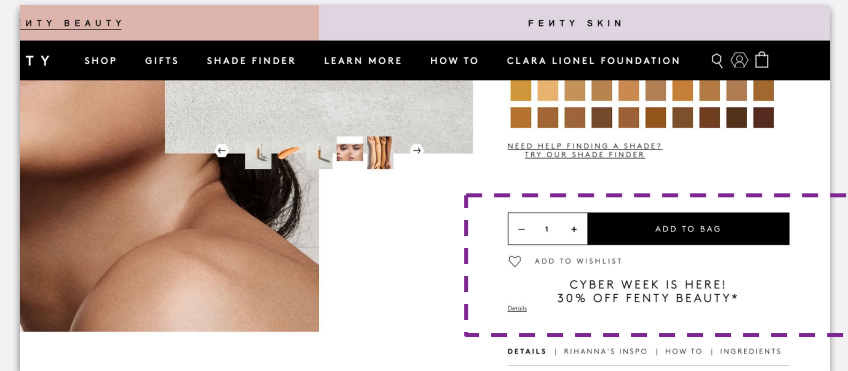 ENTY BEAUTY
FEИTY SKIN
TY SHOP GIFTS SHADE FINDER LEARN MORE HOW TO CLARA LIONEL FOUNDATION
NEED HELP FINDING A SHADE?
TRY OUR SHADE FINDER
– 1 + ADD TO BAG
ADD TO WISHLIST
CYBER WEEK IS HERE!
30% OFF FENTY BEAUTY*
Details
DETAILS | RIHANNA'S INSPO | HOW TO | INGREDIENTS